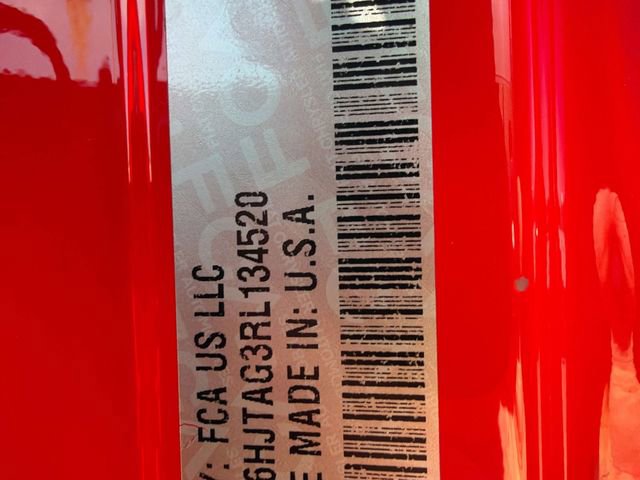 Y: FCA US LLC
6HJTAG3RL134520
E MADE IN: U.S.A.